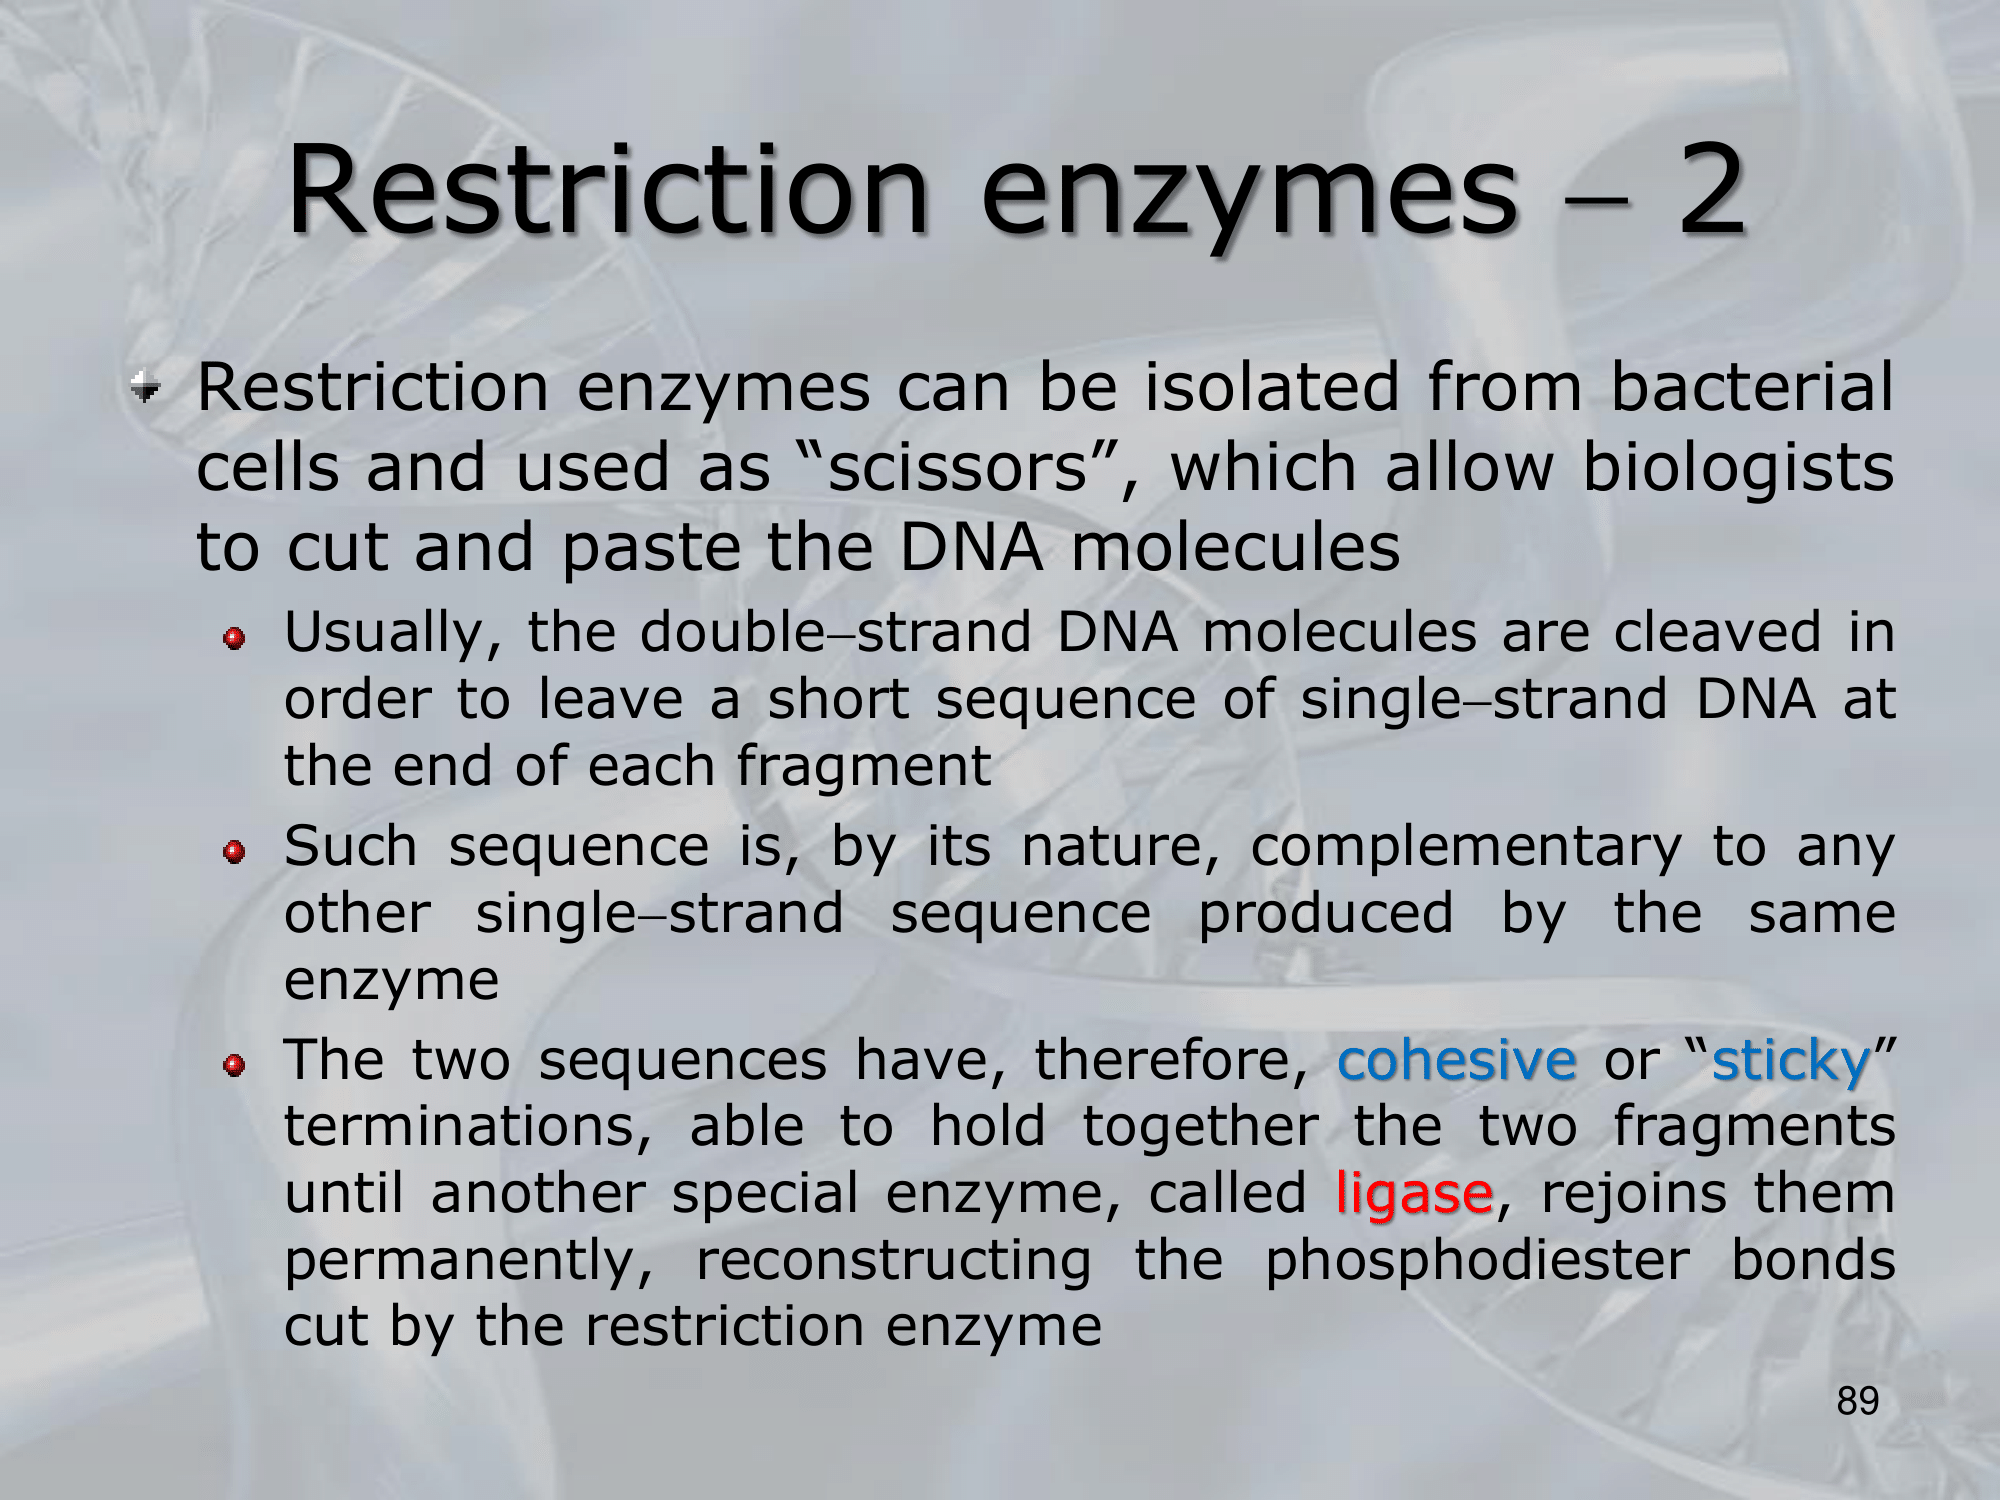 Restriction enzymes – 2
Restriction enzymes can be isolated from bacterial
cells and used as “scissors”, which allow biologists
to cut and paste the DNA molecules
Usually, the double–strand DNA molecules are cleaved in
order to leave a short sequence of single–strand DNA at
the end of each fragment
Such sequence is, by its nature, complementary to any
other single–strand sequence produced by the same
enzyme
The two sequences have, therefore, cohesive or “sticky”
terminations, able to hold together the two fragments
until another special enzyme, called ligase, rejoins them
permanently, reconstructing the phosphodiester bonds
cut by the restriction enzyme
89